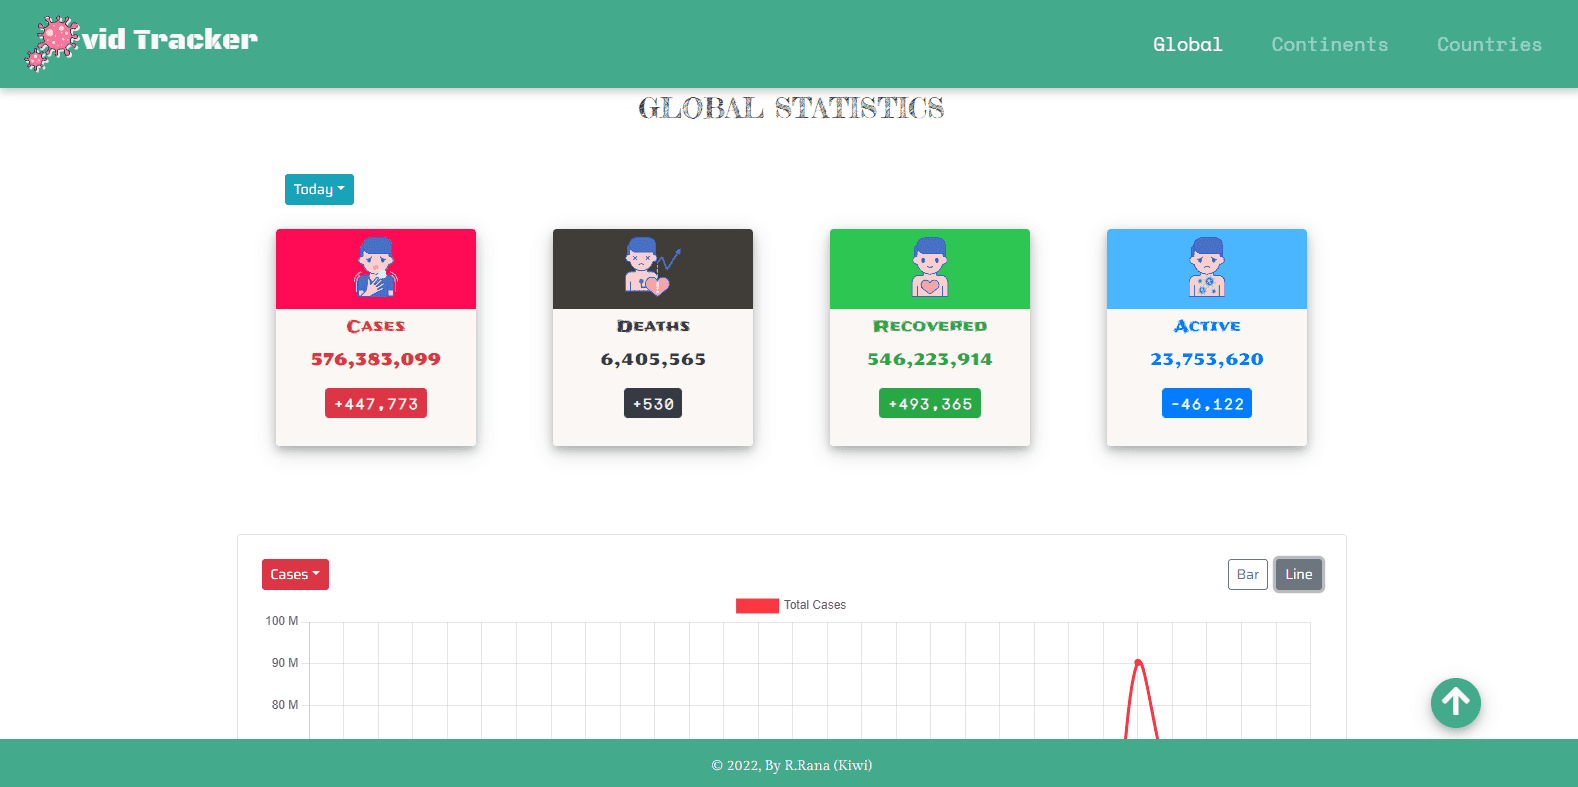 vid Tracker
Global Continents Countries
GLOBAL STATISTICS
Today
Cases
576,383,099
+447,773
Deaths
6,405,565
+530
Recovered
546,223,914
+493,365
Active
23,753,620
-46,122
Cases
Bar Line
Total Cases
100 M
90 M
80 M
© 2022, By R.Rana (Kiwi)